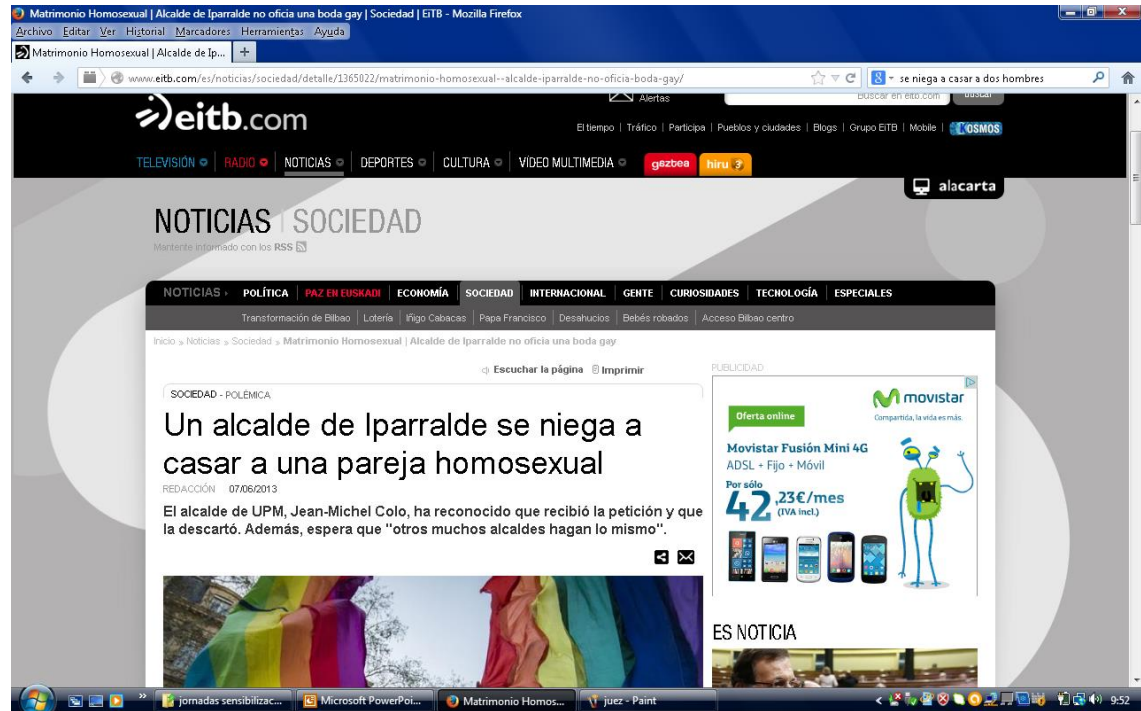 Matrimonio Homosexual | Alcalde de Iparralde no oficia una boda gay | Sociedad | EiTB - Mozilla Firefox
Archivo Editar Ver Historial Marcadores Herramientas Ayuda
Matrimonio Homosexual | Alcalde de Ip... +
www.eitb.com/es/noticias/sociedad/detalle/1365022/matrimonio-homosexual--alcalde-iparralde-no-oficia-boda-gay/
se niega a casar a dos hombres
eitb.com
Alertas
Buscar en eitb.com
Buscar
El tiempo | Tráfico | Participa | Pueblos y ciudades | Blogs | Grupo EiTB | Mobile | KOSMOS
TELEVISIÓN RADIO NOTICIAS DEPORTES CULTURA VÍDEO MULTIMEDIA gaztea hiru 3
alacarta
NOTICIAS | SOCIEDAD
Mantente informado con los RSS
NOTICIAS POLÍTICA PAZ EN EUSKADI ECONOMÍA SOCIEDAD INTERNACIONAL GENTE CURIOSIDADES TECNOLOGÍA ESPECIALES
Transformación de Bilbao | Lotería | Iñigo Cabacas | Papa Francisco | Desahucios | Bebés robados | Acceso Bilbao centro
Inicio » Noticias » Sociedad » Matrimonio Homosexual | Alcalde de Iparralde no oficia una boda gay
Escuchar la página Imprimir
SOCIEDAD - POLÉMICA
Un alcalde de Iparralde se niega a
casar a una pareja homosexual
REDACCIÓN 07/06/2013
El alcalde de UPM, Jean-Michel Colo, ha reconocido que recibió la petición y que
la descartó. Además, espera que "otros muchos alcaldes hagan lo mismo".
PUBLICIDAD
movistar
Compartida, la vida es más.
Oferta online
Movistar Fusión Mini 4G
ADSL + Fijo + Móvil
Por sólo
42,23€/mes
(IVA incl.)
ES NOTICIA
jornadas sensibilizac... Microsoft PowerPoi... Matrimonio Homos... juez - Paint 9:52